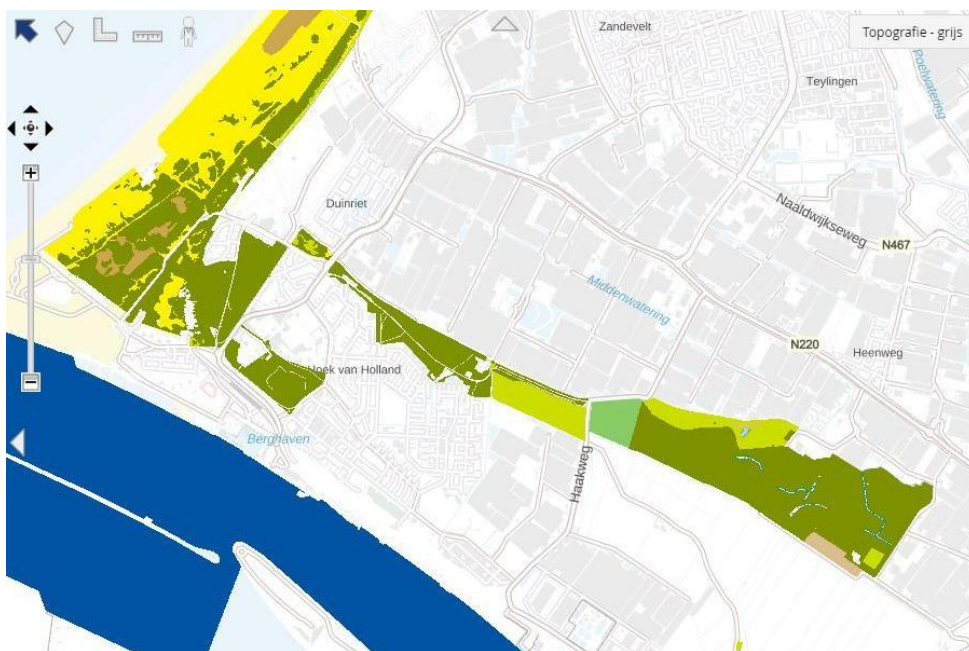 Zandevelt
Topografie - grijs
Teylingen
Poelwatering
Duinriet
Naaldwijkseweg
N467
Middenwatering
N220
Heenweg
Hoek van Holland
Berghaven
Haakweg